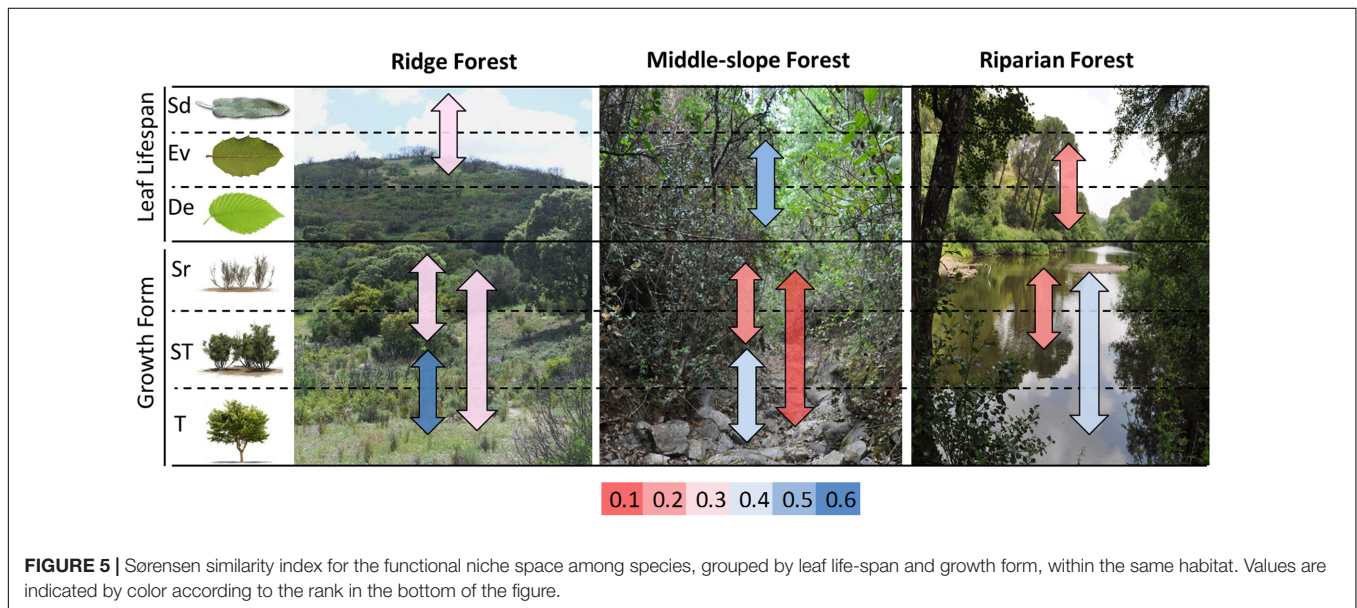 Ridge Forest
Middle-slope Forest
Riparian Forest
Leaf Lifespan
Sd
Ev
De
Growth Form
Sr
ST
T
0.1 0.2 0.3 0.4 0.5 0.6
FIGURE 5 | Sørensen similarity index for the functional niche space among species, grouped by leaf life-span and growth form, within the same habitat. Values are
indicated by color according to the rank in the bottom of the figure.